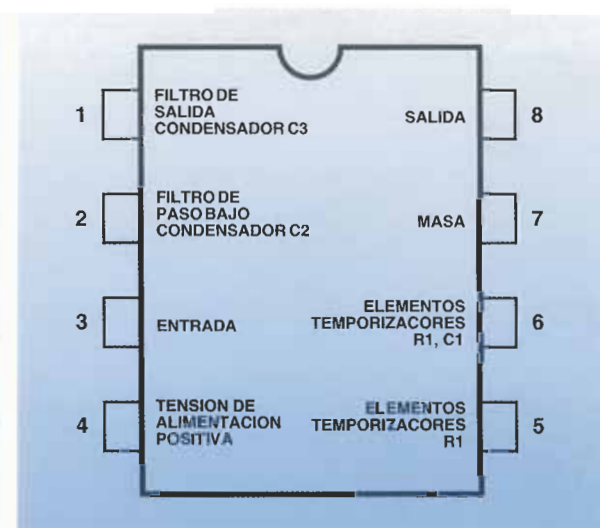 1
FILTRO DE
SALIDA
CONDENSADOR C3
SALIDA
8
2
FILTRO DE
PASO BAJO
CONDENSADOR C2
MASA
7
3
ENTRADA
ELEMENTOS
TEMPORIZACORES
R1, C1
6
4
TENSION DE
ALIMENTACION
POSITIVA
ELEMENTOS
TEMPORIZACORES
R1
5